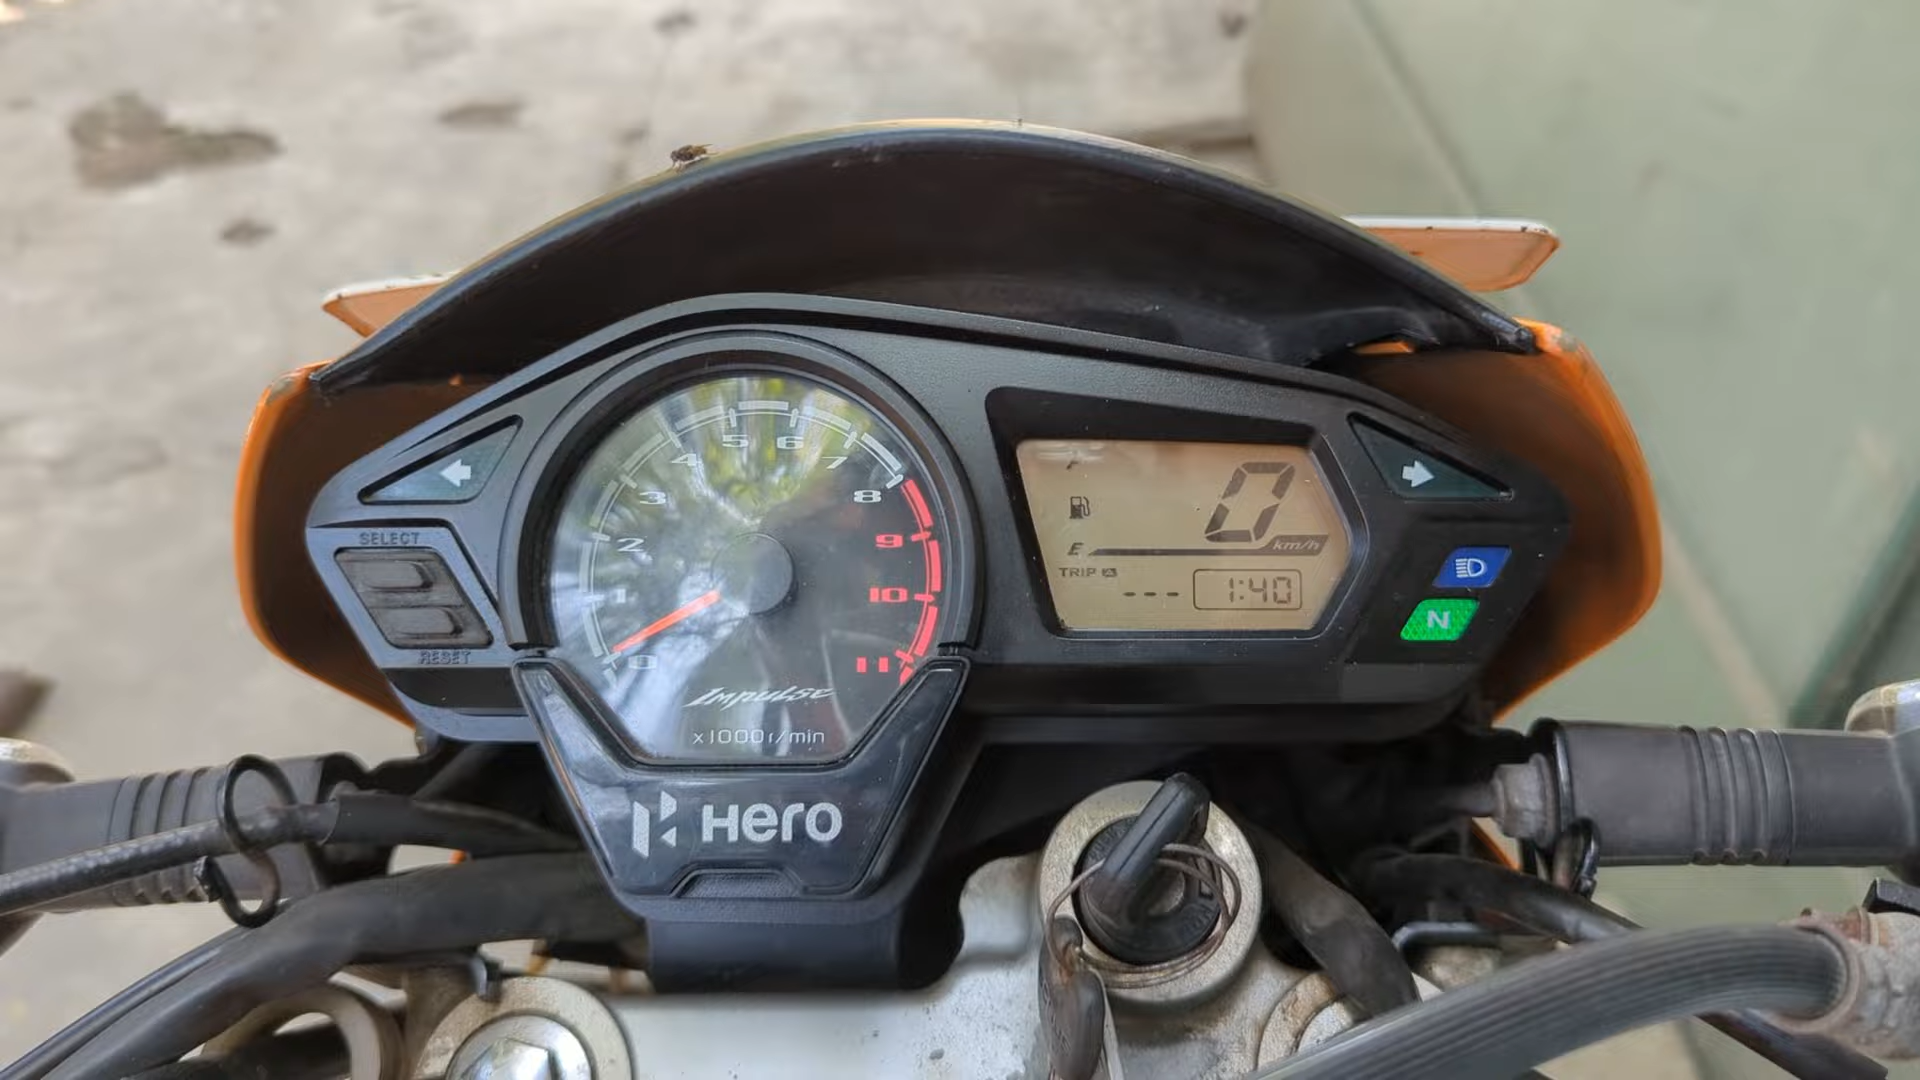 SELECT
RESET
5 6
4 7
3 8
2 9
1 10
0 11
Impulse
x1000r/min
Hero
0
km/h
E
TRIP
---
1:40
N